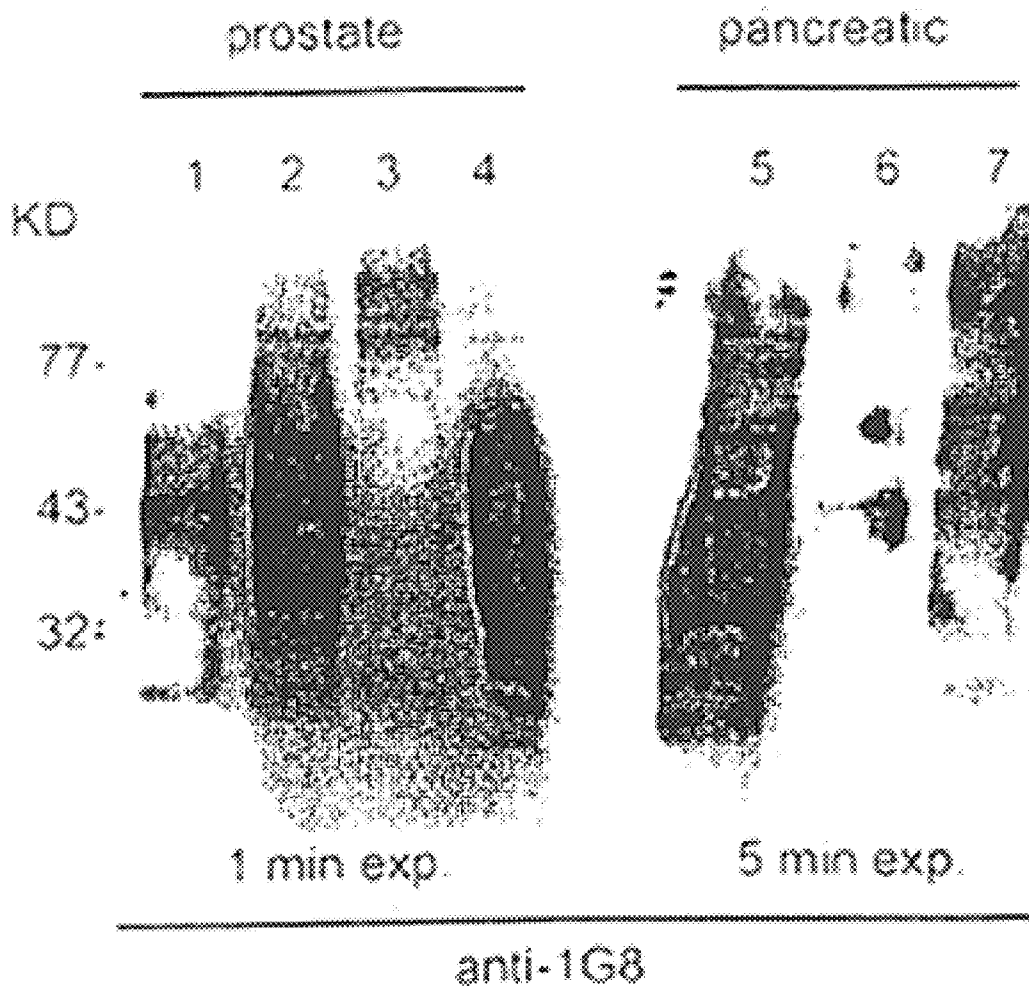 prostate pancreatic
1 2 3 4 5 6 7
KD
77-
43-
32-
1 min exp. 5 min exp.
anti-1G8